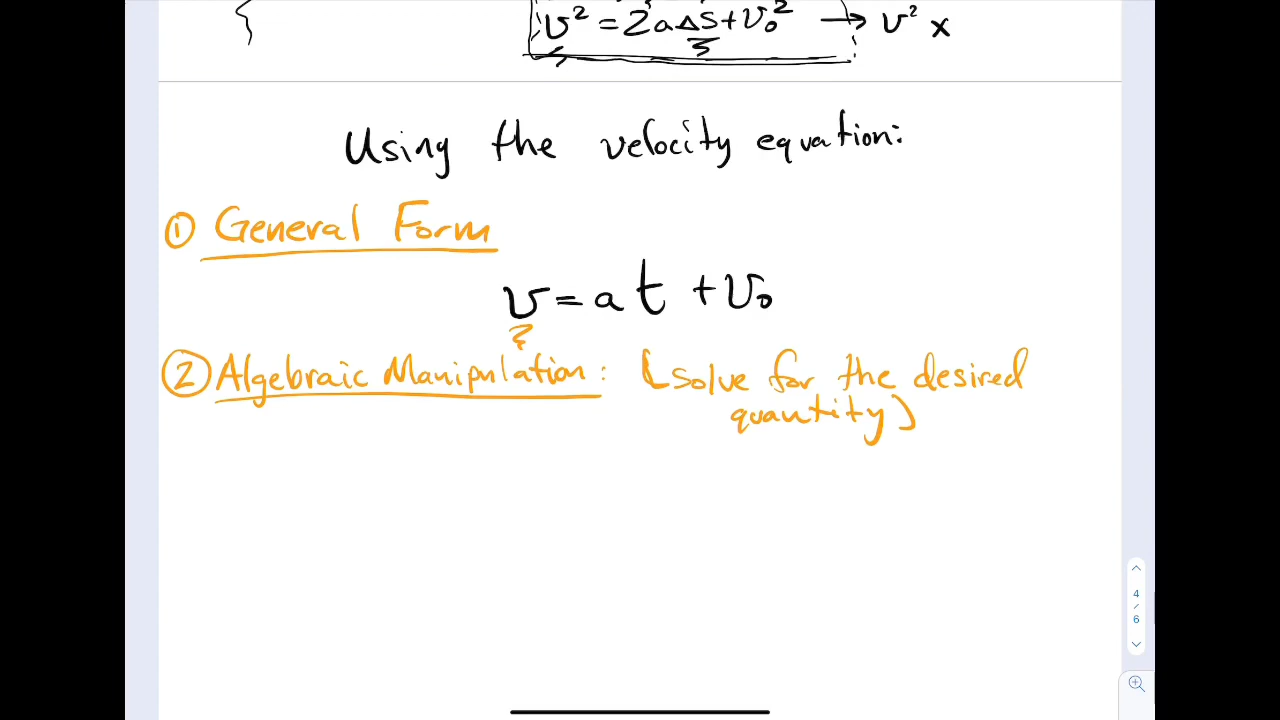 v² = 2aΔs + v₀² → v² x
Using the velocity equation:
① General Form
v = at + v₀
② Algebraic Manipulation: (solve for the desired
quantity)
4
/
6